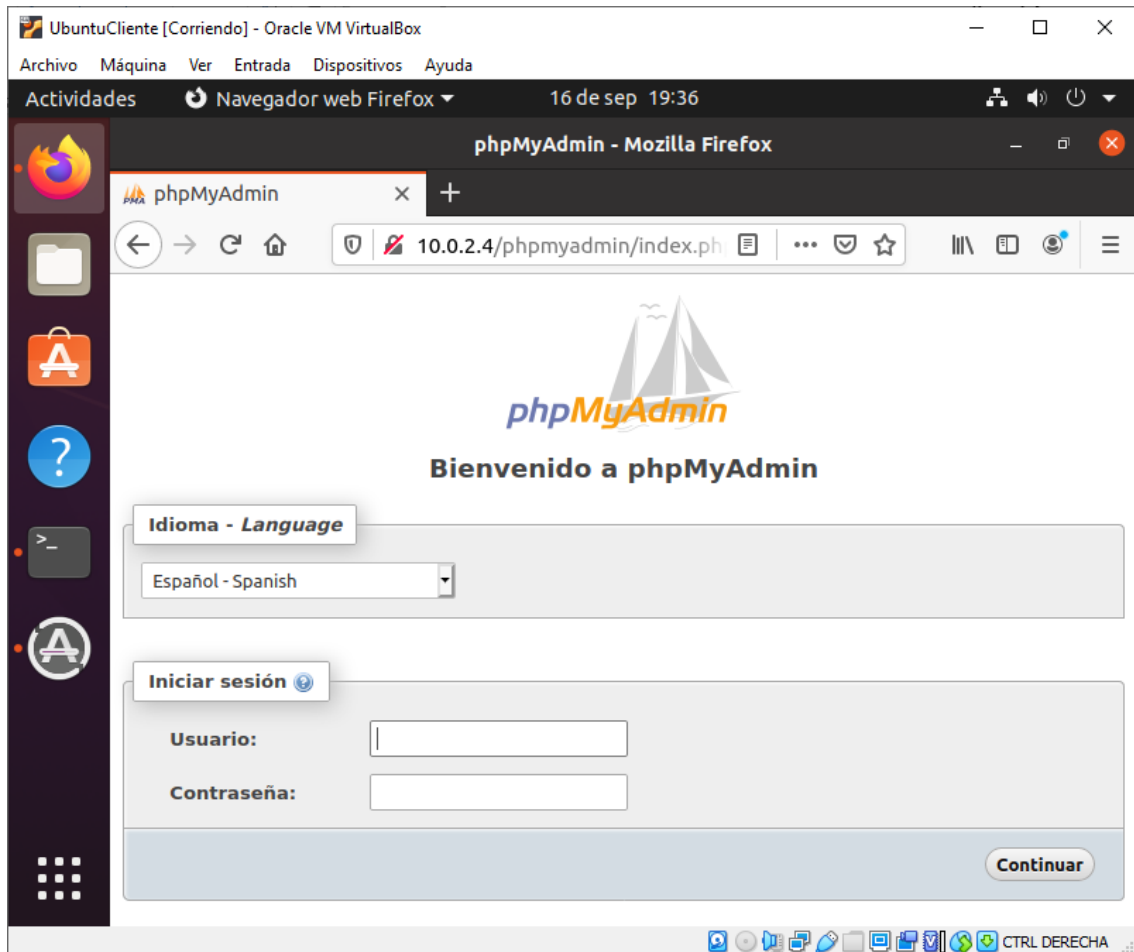 UbuntuCliente [Corriendo] - Oracle VM VirtualBox
Archivo Máquina Ver Entrada Dispositivos Ayuda
Actividades Navegador web Firefox 16 de sep 19:36
phpMyAdmin - Mozilla Firefox
PMA phpMyAdmin
10.0.2.4/phpmyadmin/index.ph
phpMyAdmin
Bienvenido a phpMyAdmin
Idioma - Language
Español - Spanish
Iniciar sesión
Usuario:
Contraseña:
Continuar
CTRL DERECHA